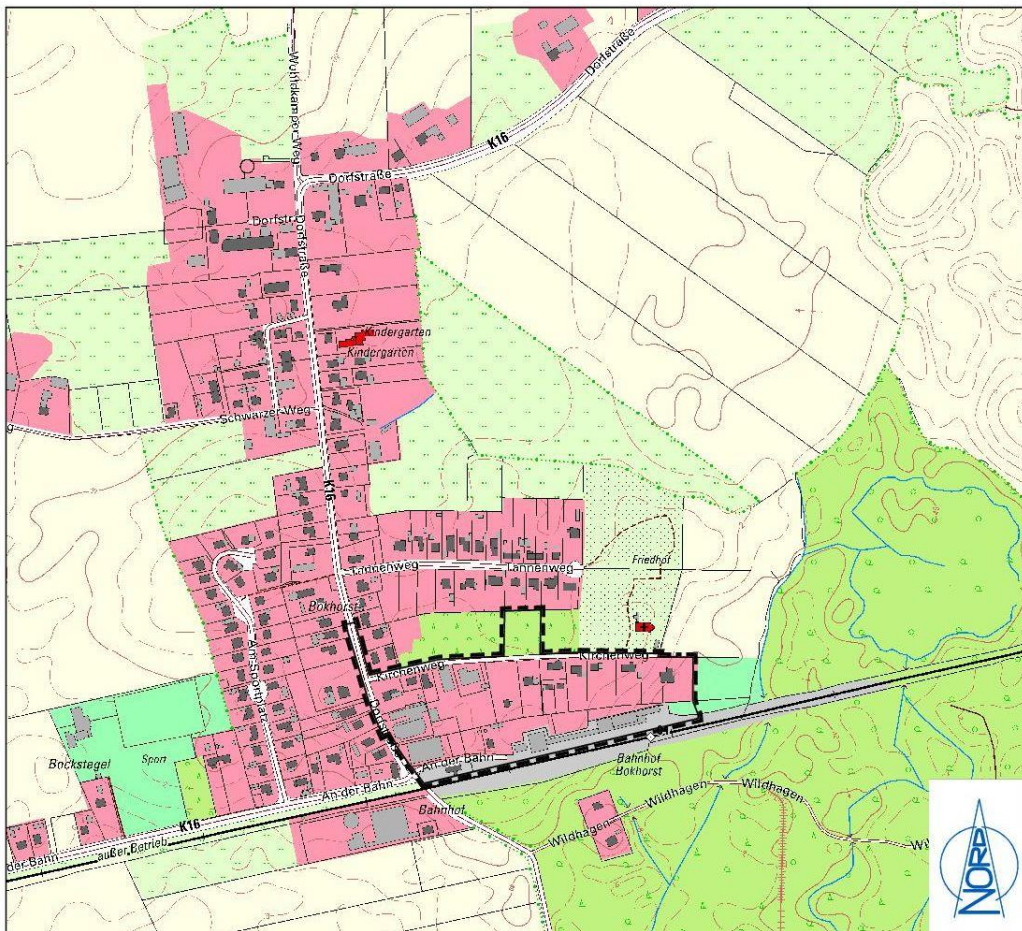 Wuhldkamper Weg
Dorfstraße
K16
Dorfstraße
Dorfstr.
Dorfstraße
Kindergarten
Kindergarten
Schwarzer-Weg
g
K16
Tannenweg
Tannenweg
Friedhof
Bokhorst
Kirchenweg
Kirchenweg
Am Sportplatz
Dorfstr
An-der-Bahn
Bahnhof
Bokhorst
Bockstegel
Sport
An-der-Bahn
Bahnhof
Wildhagen
Wildhagen
Wildhagen
K16
außer Betrieb
der-Bahn
NORD